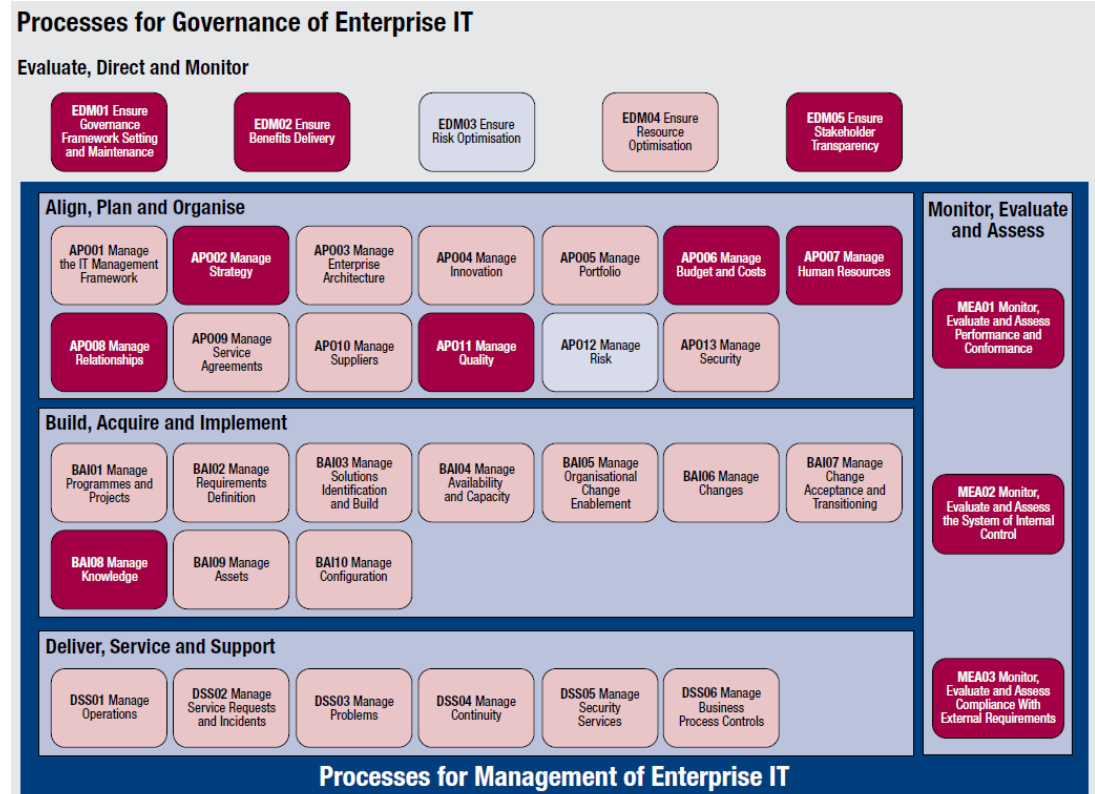 Processes for Governance of Enterprise IT
Evaluate, Direct and Monitor
EDM01 Ensure
Governance
Framework Setting
and Maintenance
EDM02 Ensure
Benefits Delivery
EDM03 Ensure
Risk Optimisation
EDM04 Ensure
Resource
Optimisation
EDM05 Ensure
Stakeholder
Transparency
Align, Plan and Organise
APO01 Manage
the IT Management
Framework
APO02 Manage
Strategy
APO03 Manage
Enterprise
Architecture
APO04 Manage
Innovation
APO05 Manage
Portfolio
APO06 Manage
Budget and Costs
APO07 Manage
Human Resources
APO08 Manage
Relationships
APO09 Manage
Service
Agreements
APO10 Manage
Suppliers
APO11 Manage
Quality
APO12 Manage
Risk
APO13 Manage
Security
Build, Acquire and Implement
BAI01 Manage
Programmes and
Projects
BAI02 Manage
Requirements
Definition
BAI03 Manage
Solutions
Identification
and Build
BAI04 Manage
Availability
and Capacity
BAI05 Manage
Organisational
Change
Enablement
BAI06 Manage
Changes
BAI07 Manage
Change
Acceptance and
Transitioning
BAI08 Manage
Knowledge
BAI09 Manage
Assets
BAI10 Manage
Configuration
Deliver, Service and Support
DSS01 Manage
Operations
DSS02 Manage
Service Requests
and Incidents
DSS03 Manage
Problems
DSS04 Manage
Continuity
DSS05 Manage
Security
Services
DSS06 Manage
Business
Process Controls
Monitor, Evaluate
and Assess
MEA01 Monitor,
Evaluate and Assess
Performance and
Conformance
MEA02 Monitor,
Evaluate and Assess
the System of Internal
Control
MEA03 Monitor,
Evaluate and Assess
Compliance With
External Requirements
Processes for Management of Enterprise IT